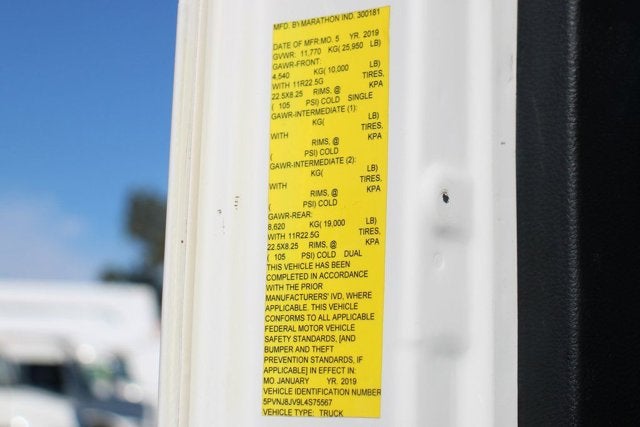 MFD. BY:MARATHON IND. 300181
DATE OF MFR:MO. 5 YR. 2019
GVWR. 11,770 KG( 25,950 LB)
GAWR-FRONT:
4,540 KG( 10,000 LB)
WITH 11R22.5G TIRES,
22.5X8.25 RIMS, @ KPA
( 105 PSI) COLD SINGLE
GAWR-INTERMEDIATE (1):
KG( LB)
WITH TIRES,
RIMS, @ KPA
( PSI) COLD
GAWR-INTERMEDIATE (2):
KG( LB)
WITH TIRES,
RIMS, @ KPA
( PSI) COLD
GAWR-REAR:
8,620 KG( 19,000 LB)
WITH 11R22.5G TIRES,
22.5X8.25 RIMS, @ KPA
( 105 PSI) COLD DUAL
THIS VEHICLE HAS BEEN
COMPLETED IN ACCORDANCE
WITH THE PRIOR
MANUFACTURERS' IVD, WHERE
APPLICABLE. THIS VEHICLE
CONFORMS TO ALL APPLICABLE
FEDERAL MOTOR VEHICLE
SAFETY STANDARDS, [AND
BUMPER AND THEFT
PREVENTION STANDARDS, IF
APPLICABLE] IN EFFECT IN:
MO.JANUARY YR. 2019
VEHICLE IDENTIFICATION NUMBER
5PVNJ8JV9L4S75567
VEHICLE TYPE: TRUCK